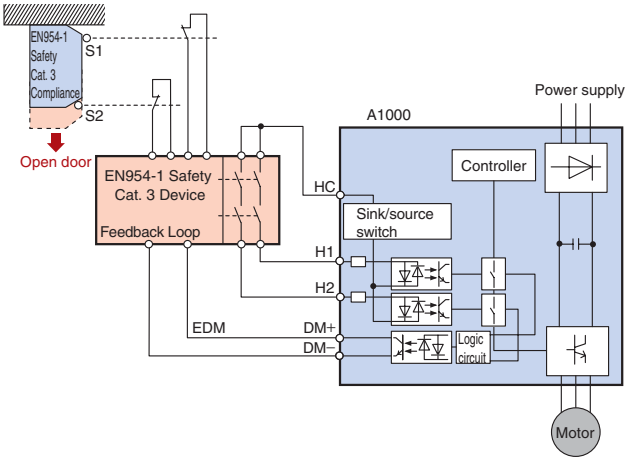 EN954-1
Safety
Cat. 3
Compliance
S1
S2
Open door
EN954-1 Safety
Cat. 3 Device
Feedback Loop
EDM
HC
H1
H2
DM+
DM−
A1000
Power supply
Controller
Sink/source
switch
Logic
circuit
Motor